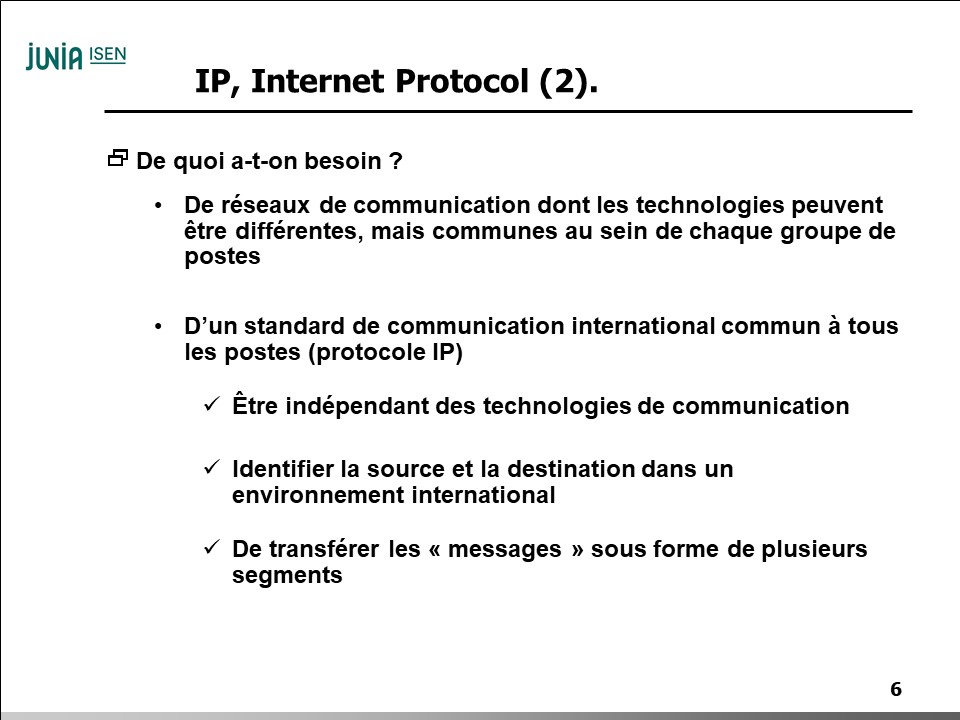 JUNIA ISEN
IP, Internet Protocol (2).
De quoi a-t-on besoin ?
• De réseaux de communication dont les technologies peuvent
être différentes, mais communes au sein de chaque groupe de
postes
• D’un standard de communication international commun à tous
les postes (protocole IP)
✓ Être indépendant des technologies de communication
✓ Identifier la source et la destination dans un
environnement international
✓ De transférer les « messages » sous forme de plusieurs
segments
6